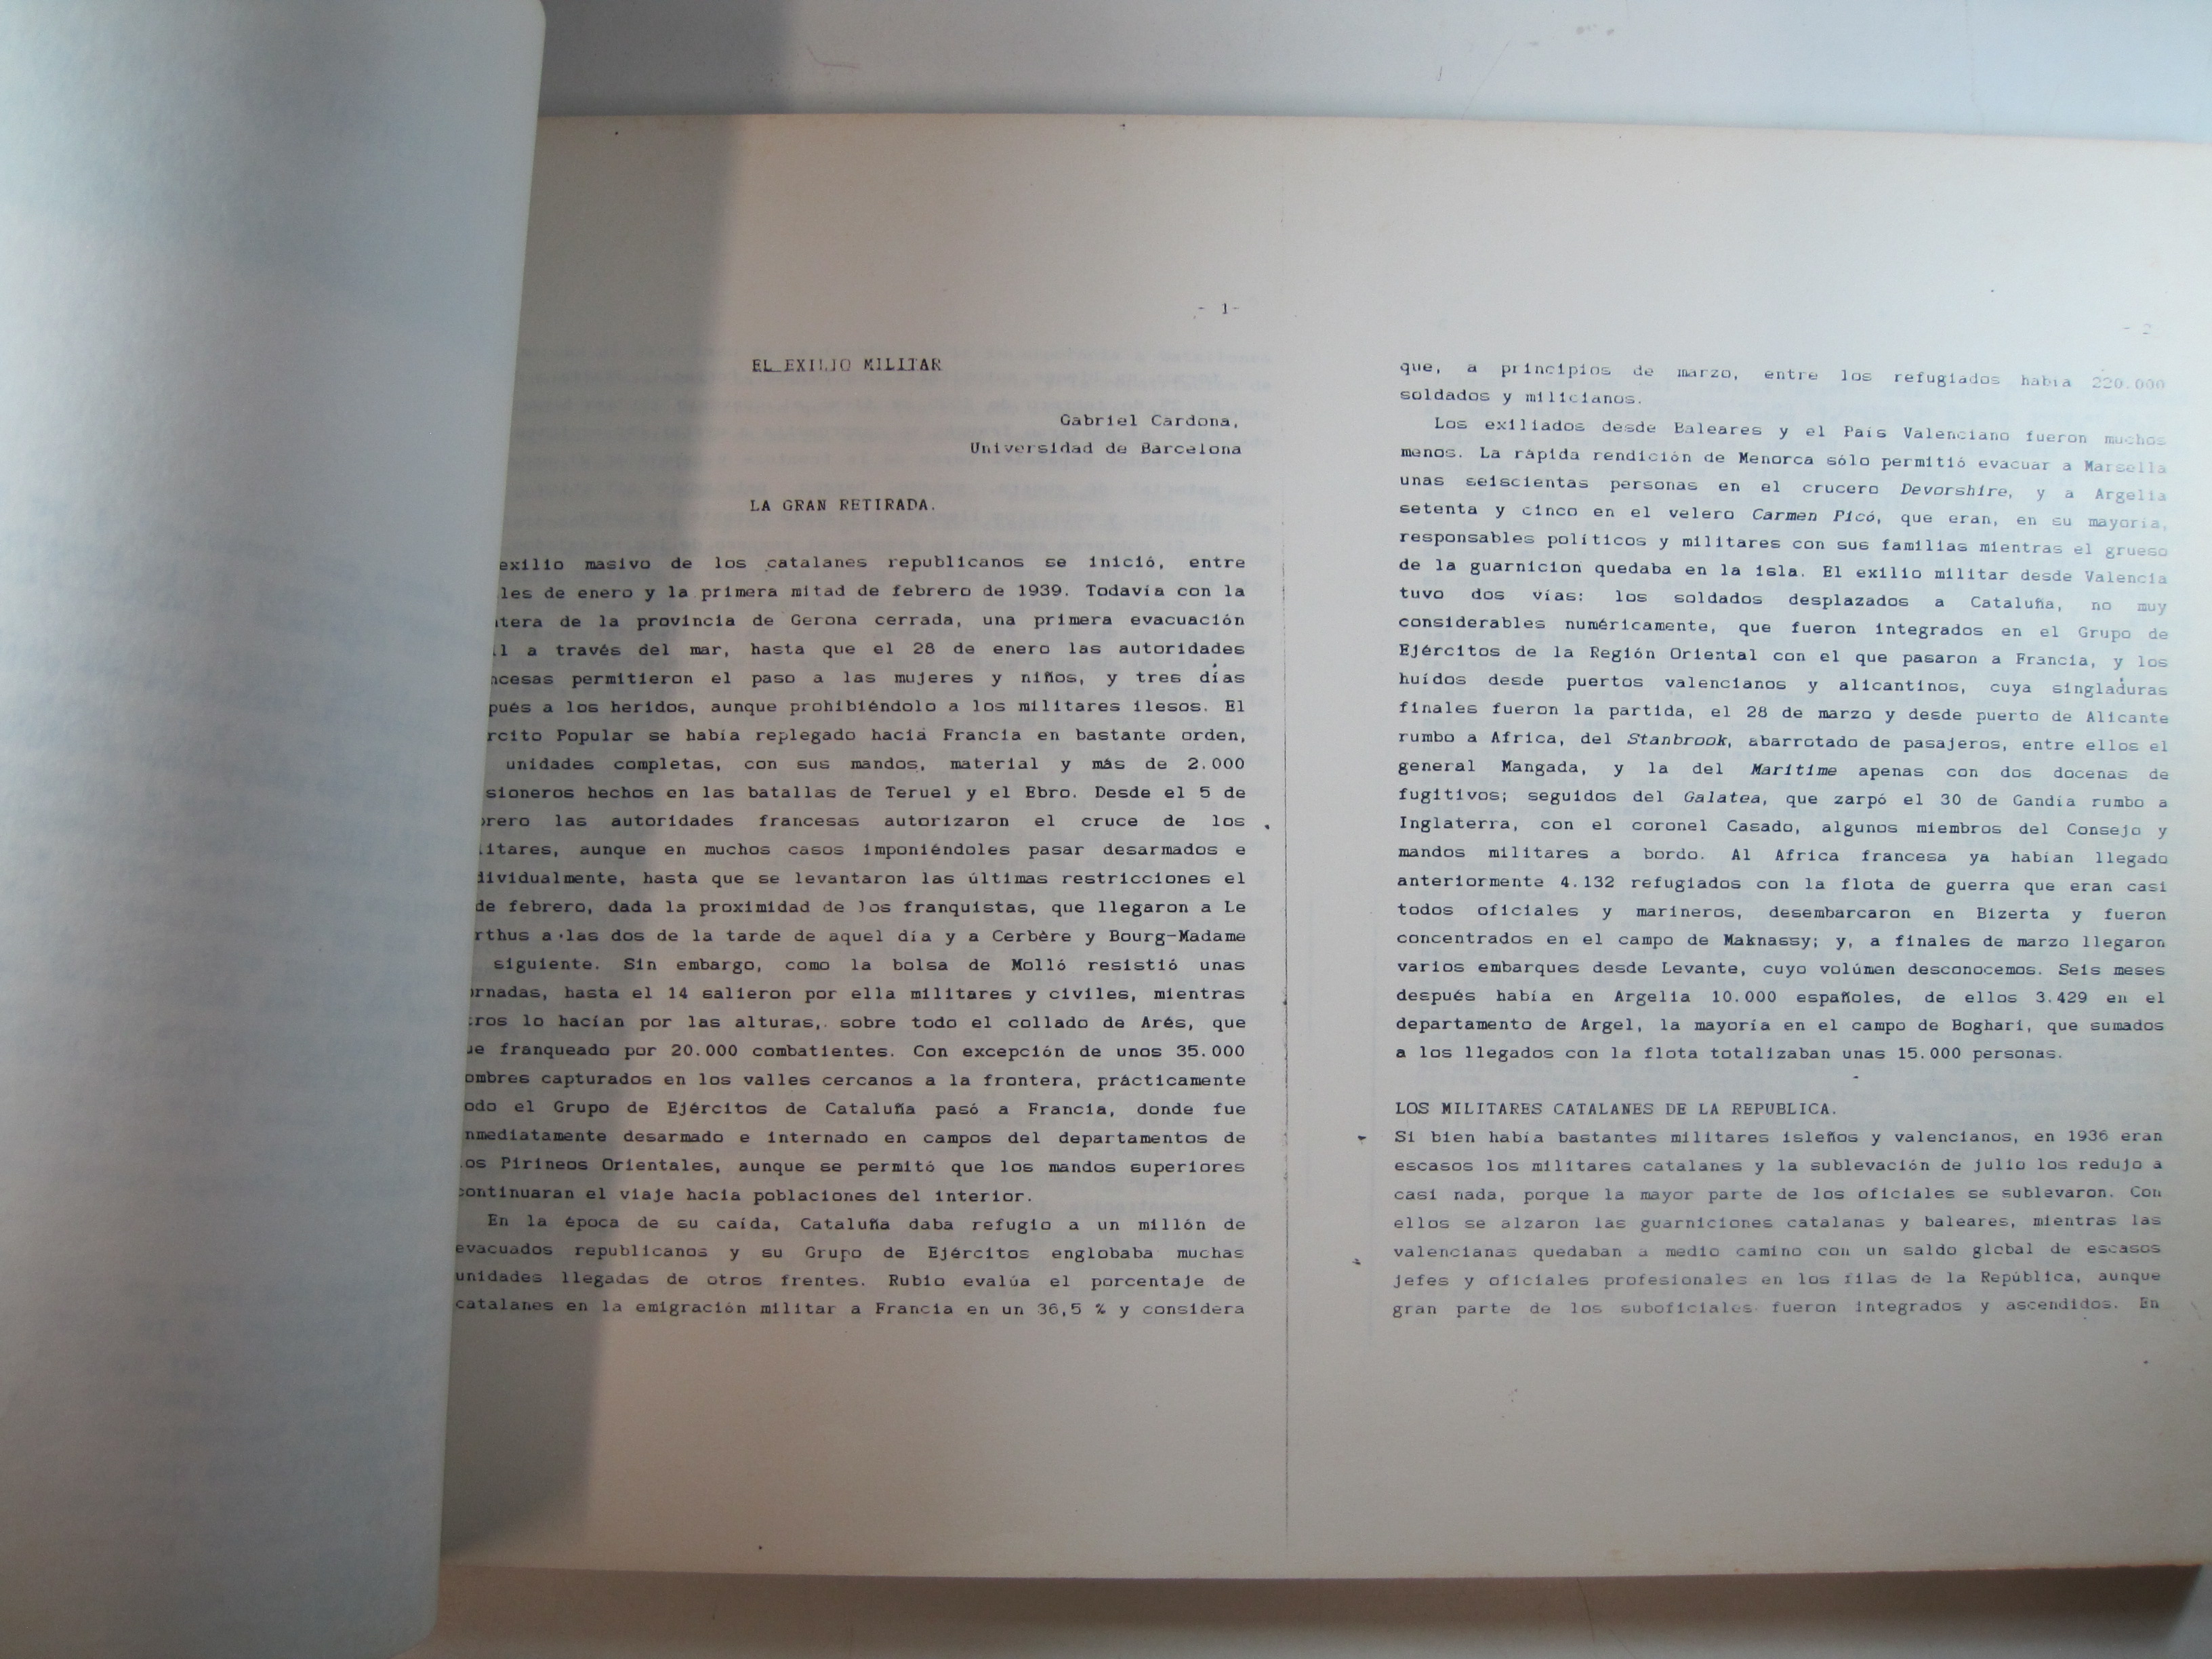 - 1-
EL EXILIO MILITAR
Gabriel Cardona,
Universidad de Barcelona
LA GRAN RETIRADA.
exilio masivo de los catalanes republicanos se inició, entre
les de enero y la primera mitad de febrero de 1939. Todavía con la
tera de la provincia de Gerona cerrada, una primera evacuación
l a través del mar, hasta que el 28 de enero las autoridades
ncesas permitieron el paso a las mujeres y niños, y tres días
pués a los heridos, aunque prohibiéndolo a los militares ilesos. El
rcito Popular se había replegado hacia Francia en bastante orden,
unidades completas, con sus mandos, material y más de 2.000
sioneros hechos en las batallas de Teruel y el Ebro. Desde el 5 de
rero las autoridades francesas autorizaron el cruce de los
itares, aunque en muchos casos imponiéndoles pasar desarmados e
dividualmente, hasta que se levantaron las últimas restricciones el
de febrero, dada la proximidad de los franquistas, que llegaron a Le
rthus a las dos de la tarde de aquel día y a Cerbère y Bourg-Madame
siguiente. Sin embargo, como la bolsa de Molló resistió unas
rnadas, hasta el 14 salieron por ella militares y civiles, mientras
ros lo hacían por las alturas, sobre todo el collado de Arés, que
ue franqueado por 20.000 combatientes. Con excepción de unos 35.000
ombres capturados en los valles cercanos a la frontera, prácticamente
odo el Grupo de Ejércitos de Cataluña pasó a Francia, donde fue
nmediatamente desarmado e internado en campos del departamentos de
os Pirineos Orientales, aunque se permitó que los mandos superiores
continuaran el viaje hacia poblaciones del interior.
En la época de su caída, Cataluña daba refugio a un millón de
evacuados republicanos y su Grupo de Ejércitos englobaba muchas
unidades llegadas de otros frentes. Rubio evalúa el porcentaje de
catalanes en la emigración militar a Francia en un 36,5 % y considera
- 2
que, a principios de marzo, entre los refugiados había 220.000
soldados y milicianos.
Los exiliados desde Baleares y el País Valenciano fueron muchos
menos. La rápida rendición de Menorca sólo permitió evacuar a Marsella
unas seiscientas personas en el crucero Devorshire, y a Argelia
setenta y cinco en el velero Carmen Picó, que eran, en su mayoría,
responsables políticos y militares con sus familias mientras el grueso
de la guarnicion quedaba en la isla. El exilio militar desde Valencia
tuvo dos vías: los soldados desplazados a Cataluña, no muy
considerables numéricamente, que fueron integrados en el Grupo de
Ejércitos de la Región Oriental con el que pasaron a Francia, y los
huídos desde puertos valencianos y alicantinos, cuya singladuras
finales fueron la partida, el 28 de marzo y desde puerto de Alicante
rumbo a Africa, del Stanbrook, abarrotado de pasajeros, entre ellos el
general Mangada, y la del Maritime apenas con dos docenas de
fugitivos; seguidos del Galatea, que zarpó el 30 de Gandía rumbo a
Inglaterra, con el coronel Casado, algunos miembros del Consejo y
mandos militares a bordo. Al Africa francesa ya habían llegado
anteriormente 4.132 refugiados con la flota de guerra que eran casi
todos oficiales y marineros, desembarcaron en Bizerta y fueron
concentrados en el campo de Maknassy; y, a finales de marzo llegaron
varios embarques desde Levante, cuyo volúmen desconocemos. Seis meses
después había en Argelia 10.000 españoles, de ellos 3.429 en el
departamento de Argel, la mayoría en el campo de Boghari, que sumados
a los llegados con la flota totalizaban unas 15.000 personas.
LOS MILITARES CATALANES DE LA REPUBLICA.
Si bien había bastantes militares isleños y valencianos, en 1936 eran
escasos los militares catalanes y la sublevación de julio los redujo a
casi nada, porque la mayor parte de los oficiales se sublevaron. Con
ellos se alzaron las guarniciones catalanas y baleares, mientras las
valencianas quedaban a medio camino con un saldo global de escasos
jefes y oficiales profesionales en los filas de la República, aunque
gran parte de los suboficiales fueron integrados y ascendidos. En